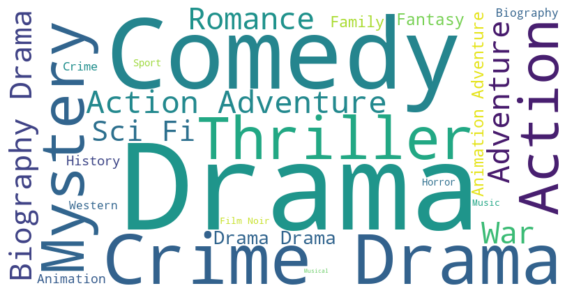 Biography Drama
Mystery
Comedy
Romance
Family
Fantasy
Biography
Crime
Sport
Action Adventure
Sci Fi
Thriller
Animation Adventure
Adventure
Action
History
Drama
Horror
Western
Music
Film Noir
Drama Drama
War
Animation
Crime Drama
Musical